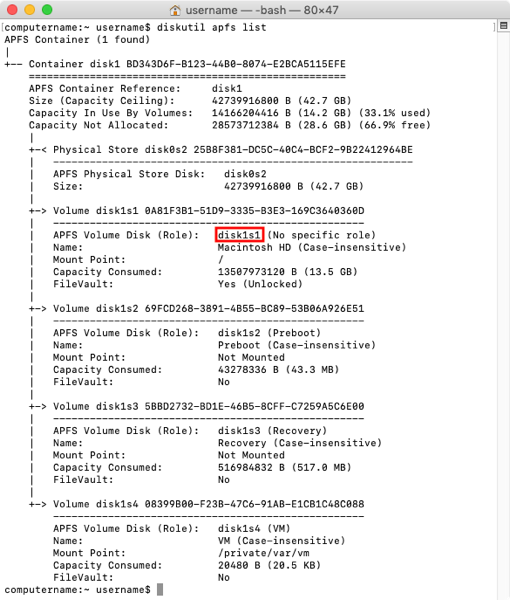 username — -bash — 80×47
computername:~ username$ diskutil apfs list
APFS Container (1 found)
|
+-- Container disk1 BD343D6F-B123-44B0-8074-E2BCA5115EFE
    ====================================================
    APFS Container Reference:     disk1
    Size (Capacity Ceiling):      42739916800 B (42.7 GB)
    Capacity In Use By Volumes:   14166204416 B (14.2 GB) (33.1% used)
    Capacity Not Allocated:       28573712384 B (28.6 GB) (66.9% free)
    |
    +-< Physical Store disk0s2 25B8F381-DC5C-40C4-BCF2-9B22412964BE
    |   -----------------------------------------------------------
    |   APFS Physical Store Disk:   disk0s2
    |   Size:                       42739916800 B (42.7 GB)
    |
    +-> Volume disk1s1 0A81F3B1-51D9-3335-B3E3-169C3640360D
    |   ---------------------------------------------------
    |   APFS Volume Disk (Role):   disk1s1 (No specific role)
    |   Name:                      Macintosh HD (Case-insensitive)
    |   Mount Point:               /
    |   Capacity Consumed:         13507973120 B (13.5 GB)
    |   FileVault:                 Yes (Unlocked)
    |
    +-> Volume disk1s2 69FCD268-3891-4B55-BC89-53B06A926E51
    |   ---------------------------------------------------
    |   APFS Volume Disk (Role):   disk1s2 (Preboot)
    |   Name:                      Preboot (Case-insensitive)
    |   Mount Point:               Not Mounted
    |   Capacity Consumed:         43278336 B (43.3 MB)
    |   FileVault:                 No
    |
    +-> Volume disk1s3 5BBD2732-BD1E-46B5-8CFF-C7259A5C6E00
    |   ---------------------------------------------------
    |   APFS Volume Disk (Role):   disk1s3 (Recovery)
    |   Name:                      Recovery (Case-insensitive)
    |   Mount Point:               Not Mounted
    |   Capacity Consumed:         516984832 B (517.0 MB)
    |   FileVault:                 No
    |
    +-> Volume disk1s4 08399B00-F23B-47C6-91AB-E1CB1C48C088
        ---------------------------------------------------
        APFS Volume Disk (Role):   disk1s4 (VM)
        Name:                      VM (Case-insensitive)
        Mount Point:               /private/var/vm
        Capacity Consumed:         20480 B (20.5 KB)
        FileVault:                 No
computername:~ username$